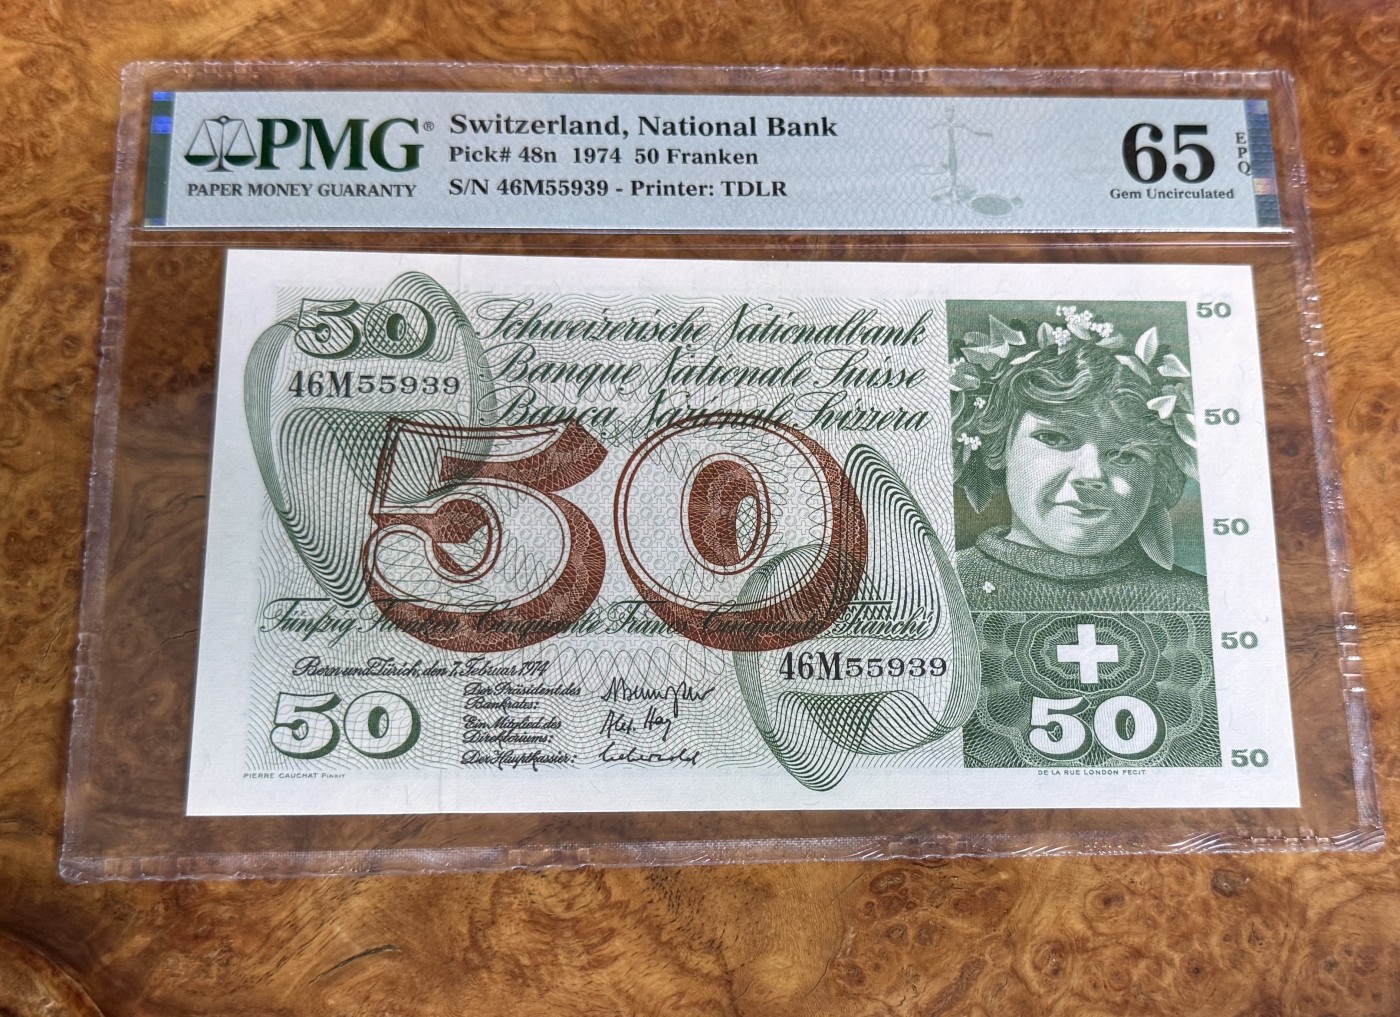 PMG®
PAPER MONEY GUARANTY
Switzerland, National Bank
Pick# 48n 1974 50 Franken
S/N 46M55939 - Printer: TDLR
65
EPQ
Gem Uncirculated
50
46M55939
Schweizerische Nationalbank
Banque Nationale Suisse
Banca Nazionale Svizzera
50
Fünfzig Franken Cinquante Francs Cinquanta Franchi
Bern und Zürich, den 7. Februar 1974
Der Präsident des
Bankrates:
Ein Mitglied des
Direktoriums:
Der Hauptkassier:
46M55939
50
PIERRE GAUCHAT PINXIT
50
DE LA RUE LONDON FECIT
50
50
50
50
50